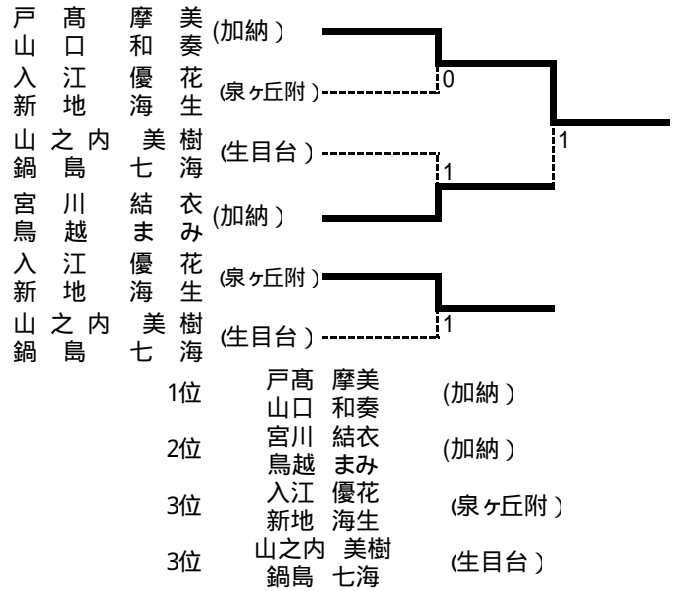 戸 髙 摩 美
山 口 和 奏
(加納 )
入 江 優 花
新 地 海 生
(泉ヶ丘附 )
0
山 之 内 美 樹
鍋 島 七 海
(生目台 )
1
1
宮 川 結 衣
鳥 越 ま み
(加納 )
入 江 優 花
新 地 海 生
(泉ヶ丘附 )
山 之 内 美 樹
鍋 島 七 海
(生目台 )
1
1位 戸髙 摩美 (加納 )
山口 和奏
2位 宮川 結衣 (加納 )
鳥越 まみ
3位 入江 優花 (泉ヶ丘附 )
新地 海生
3位 山之内 美樹 (生目台 )
鍋島 七海